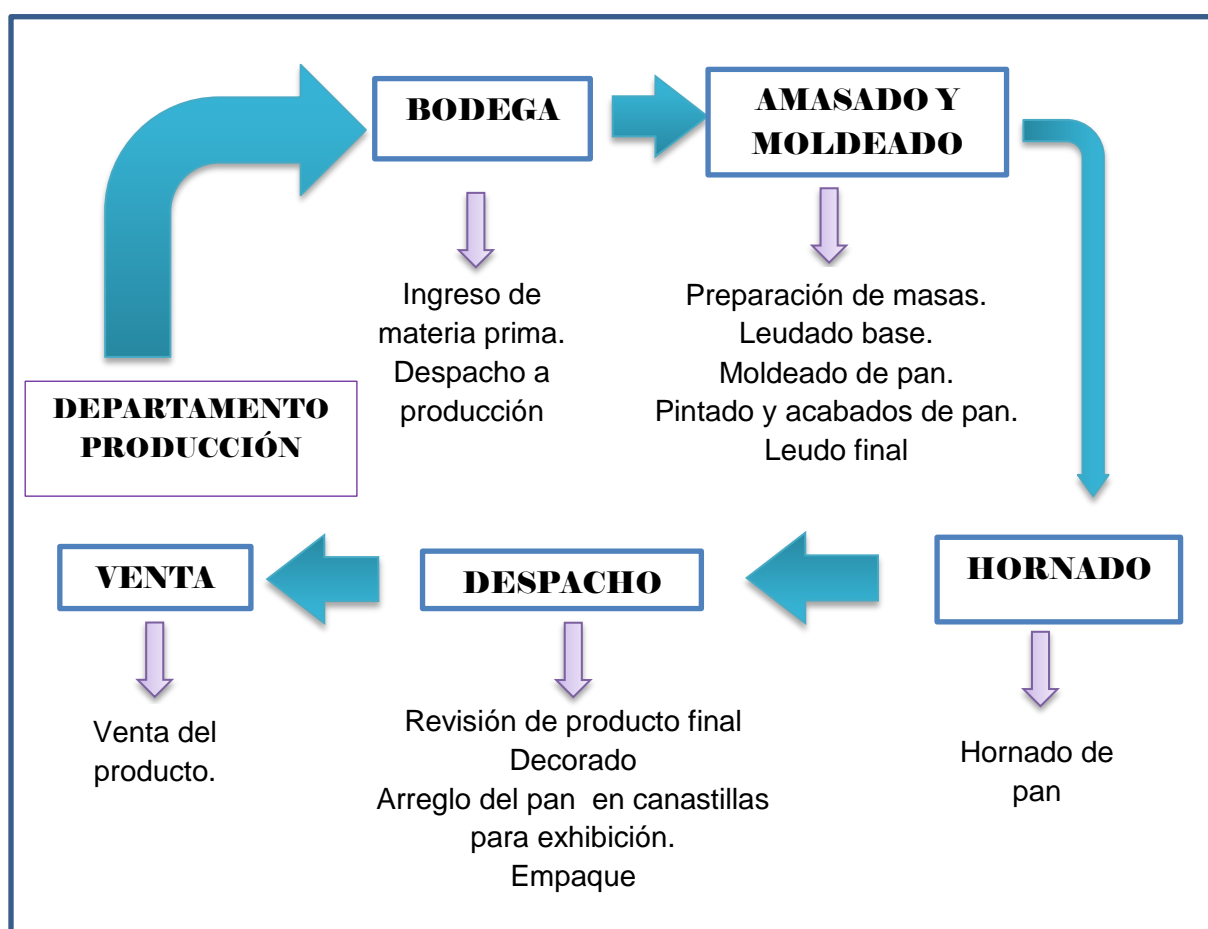 BODEGA
AMASADO Y
MOLDEADO
Ingreso de
materia prima.
Despacho a
producción
Preparación de masas.
Leudado base.
Moldeado de pan.
Pintado y acabados de pan.
Leudo final
DEPARTAMENTO
PRODUCCIÓN
VENTA
DESPACHO
HORNADO
Venta del
producto.
Revisión de producto final
Decorado
Arreglo del pan  en canastillas
para exhibición.
Empaque
Hornado de
pan